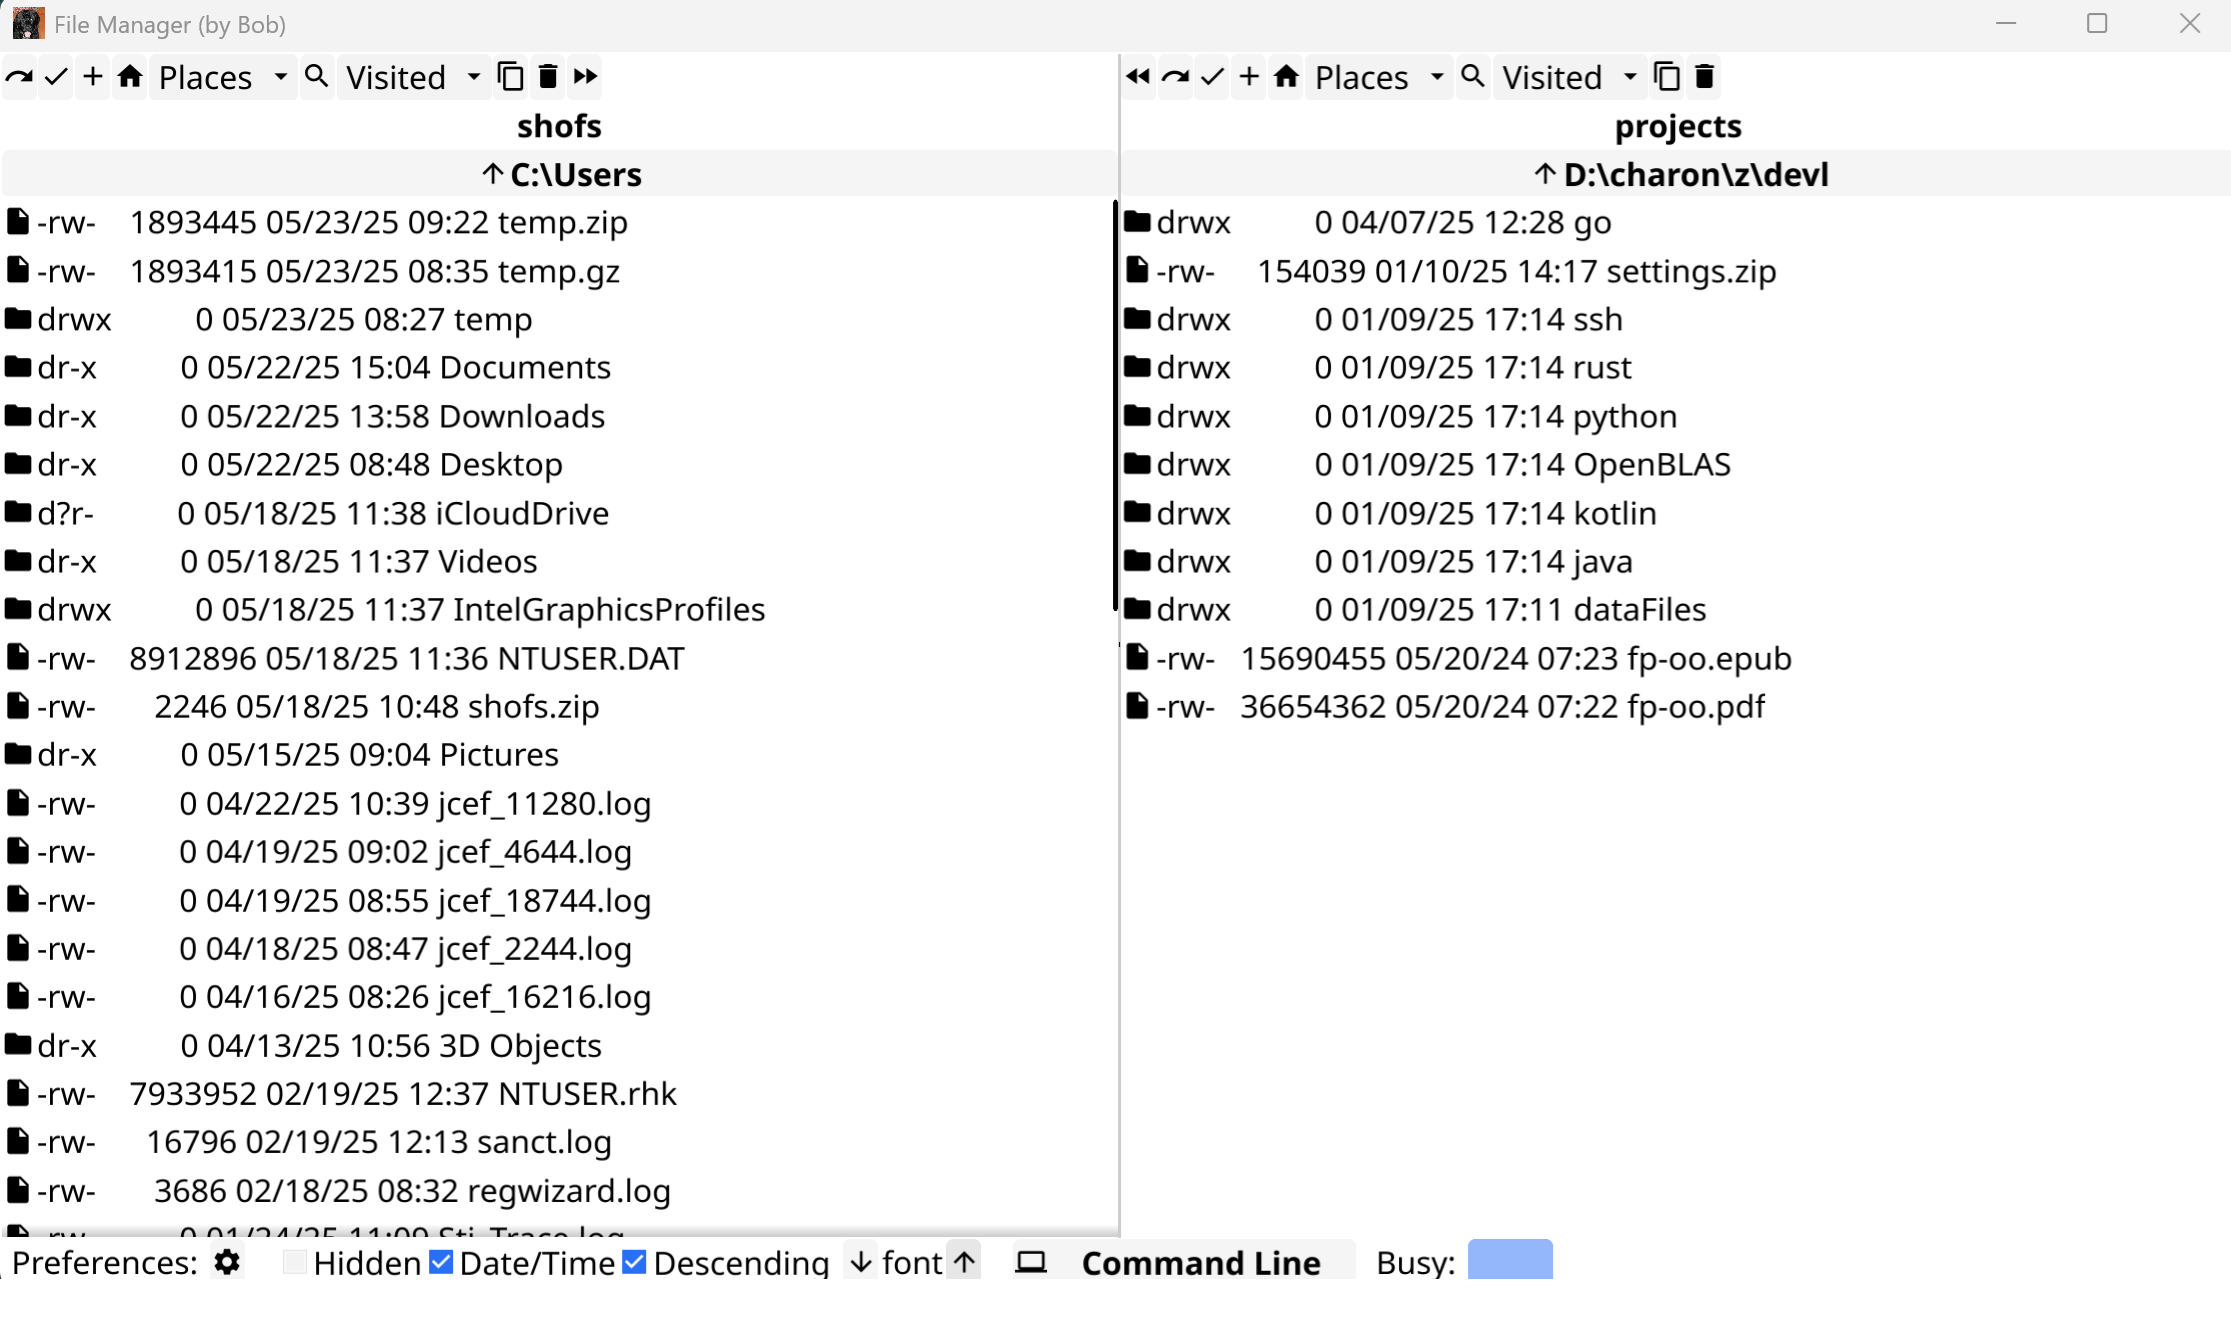 File Manager (by Bob)
Places Visited
shofs
↑ C:\Users
-rw- 1893445 05/23/25 09:22 temp.zip
-rw- 1893415 05/23/25 08:35 temp.gz
drwx 0 05/23/25 08:27 temp
dr-x 0 05/22/25 15:04 Documents
dr-x 0 05/22/25 13:58 Downloads
dr-x 0 05/22/25 08:48 Desktop
d?r- 0 05/18/25 11:38 iCloudDrive
dr-x 0 05/18/25 11:37 Videos
drwx 0 05/18/25 11:37 IntelGraphicsProfiles
-rw- 8912896 05/18/25 11:36 NTUSER.DAT
-rw- 2246 05/18/25 10:48 shofs.zip
dr-x 0 05/15/25 09:04 Pictures
-rw- 0 04/22/25 10:39 jcef_11280.log
-rw- 0 04/19/25 09:02 jcef_4644.log
-rw- 0 04/19/25 08:55 jcef_18744.log
-rw- 0 04/18/25 08:47 jcef_2244.log
-rw- 0 04/16/25 08:26 jcef_16216.log
dr-x 0 04/13/25 10:56 3D Objects
-rw- 7933952 02/19/25 12:37 NTUSER.rhk
-rw- 16796 02/19/25 12:13 sanct.log
-rw- 3686 02/18/25 08:32 regwizard.log
Places Visited
projects
↑ D:\charon\z\devl
drwx 0 04/07/25 12:28 go
-rw- 154039 01/10/25 14:17 settings.zip
drwx 0 01/09/25 17:14 ssh
drwx 0 01/09/25 17:14 rust
drwx 0 01/09/25 17:14 python
drwx 0 01/09/25 17:14 OpenBLAS
drwx 0 01/09/25 17:14 kotlin
drwx 0 01/09/25 17:14 java
drwx 0 01/09/25 17:11 dataFiles
-rw- 15690455 05/20/24 07:23 fp-oo.epub
-rw- 36654362 05/20/24 07:22 fp-oo.pdf
Preferences: Hidden Date/Time Descending ↓ font ↑ Command Line Busy: